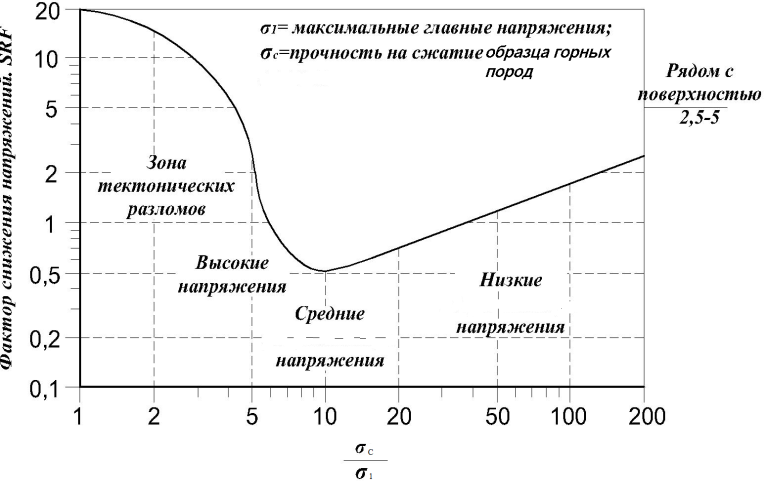 σ1= максимальные главные напряжения;
σc=прочность на сжатие образца горных
пород
Фактор снижения напряжений. SRF
20
10
5
2
1
0,5
0,2
0,1
Зона
тектонических
разломов
Высокие
напряжения
Средние
напряжения
Низкие
напряжения
Рядом с
поверхностью
2,5-5
1 2 5 10 20 50 100 200
σ C
σ 1